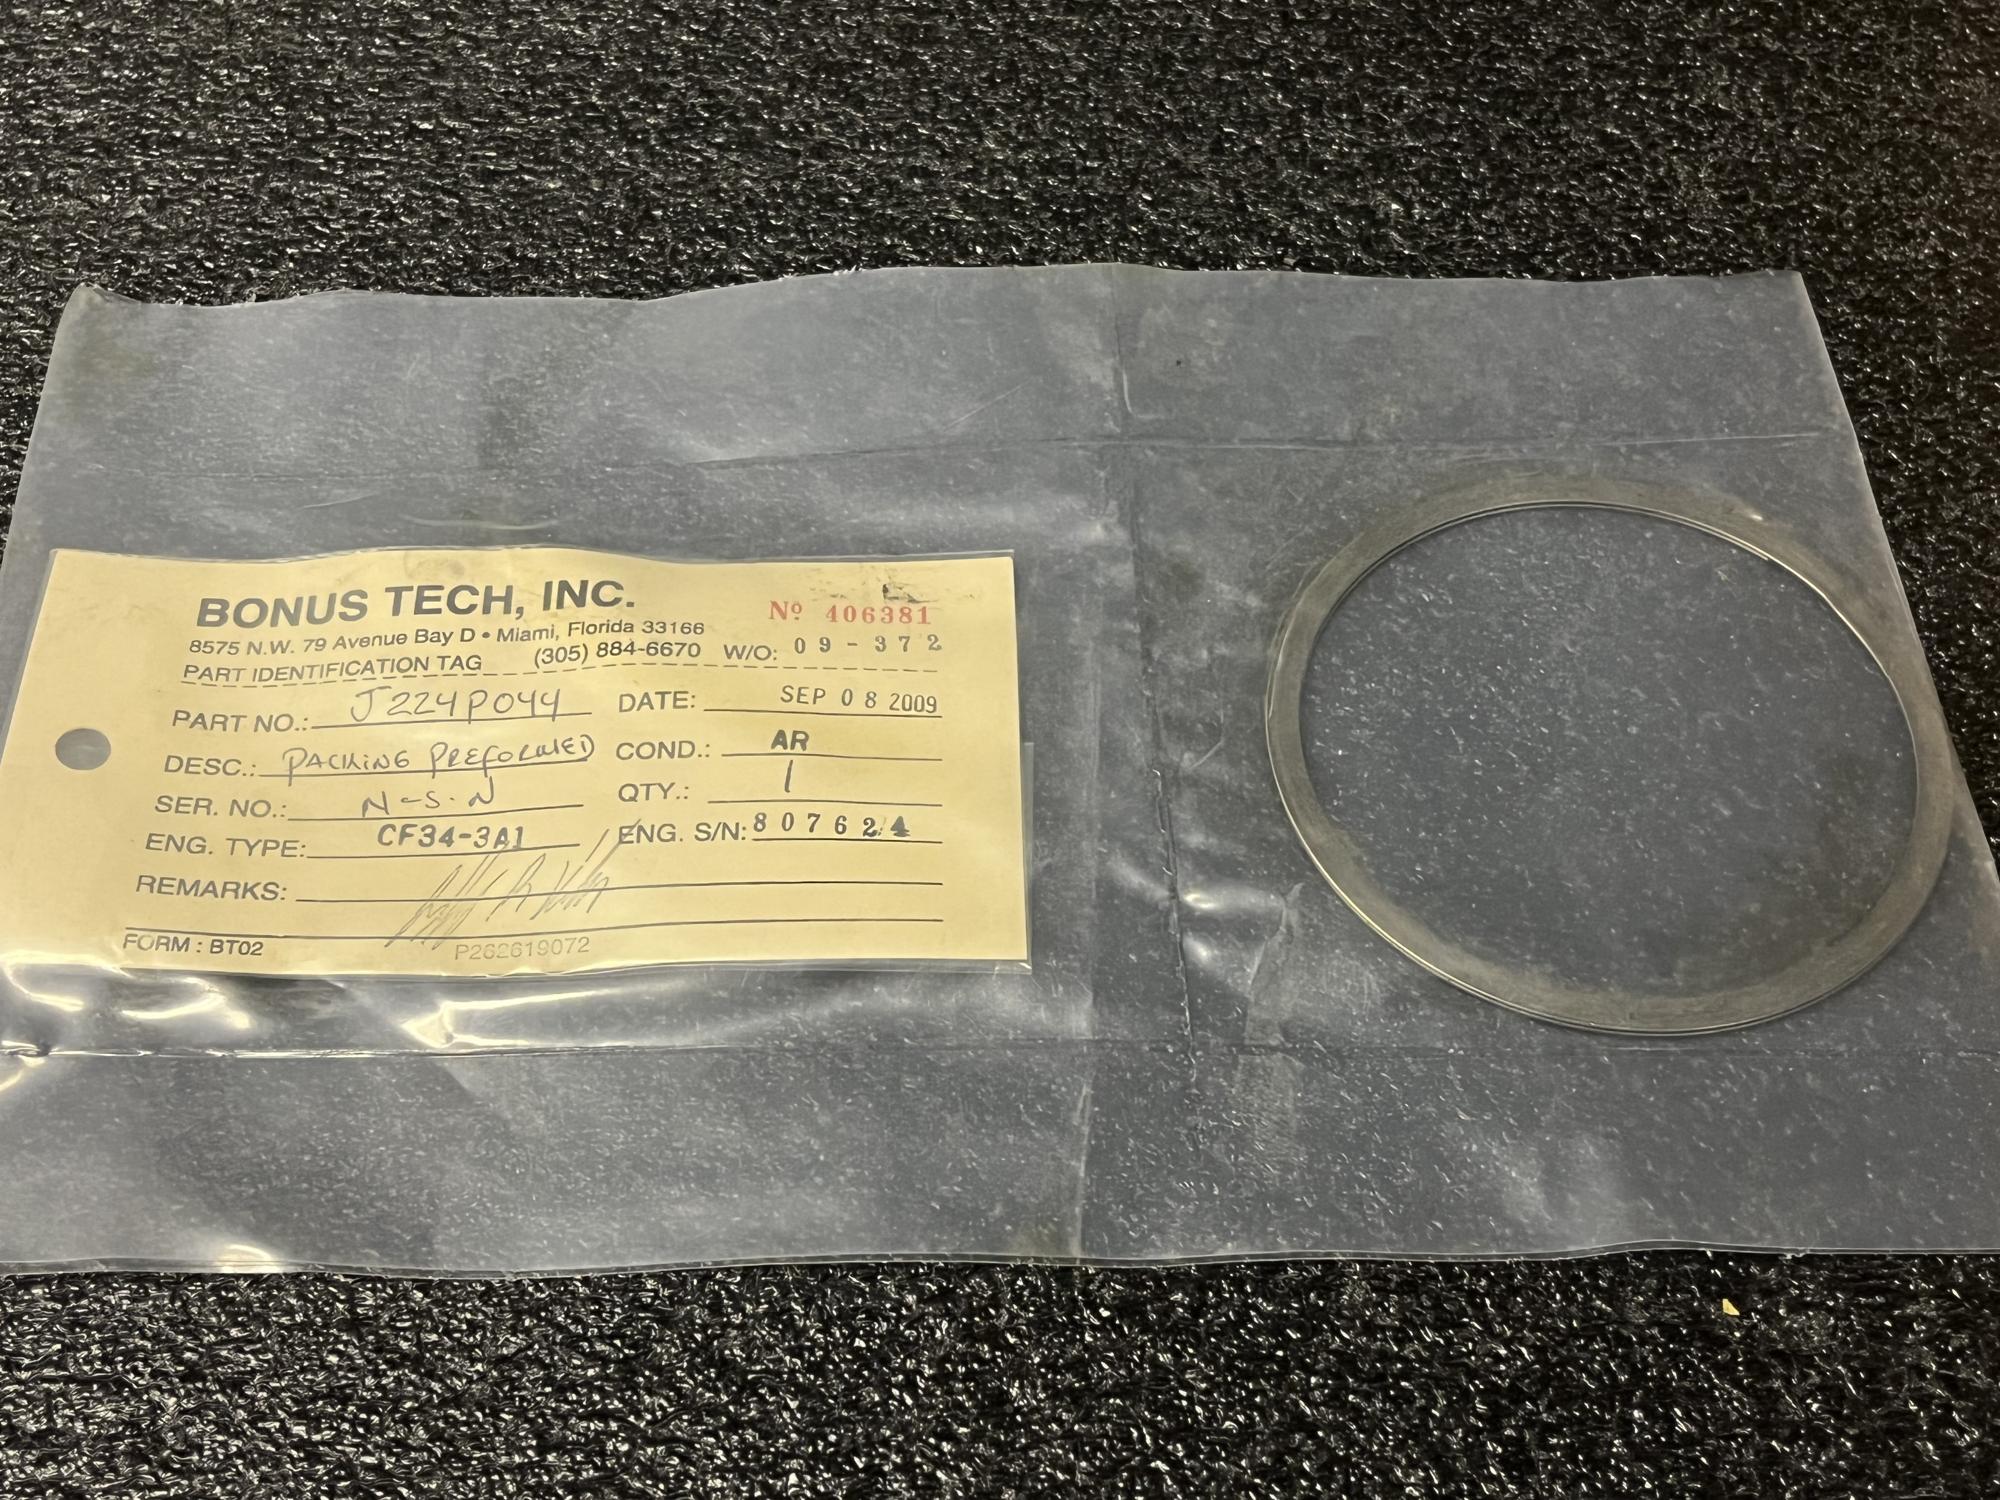 BONUS TECH, INC.
Nº 406381
8575 N.W. 79 Avenue Bay D • Miami, Florida 33166
PART IDENTIFICATION TAG (305) 884-6670 W/O: 09-372
PART NO.: J224P044 DATE: SEP 08 2009
DESC.: PACKING PREFORMED COND.: AR
SER. NO.: N-S-N QTY.: 1
ENG. TYPE: CF34-3A1 ENG. S/N: 807624
REMARKS:
FORM : BT02 P262619072